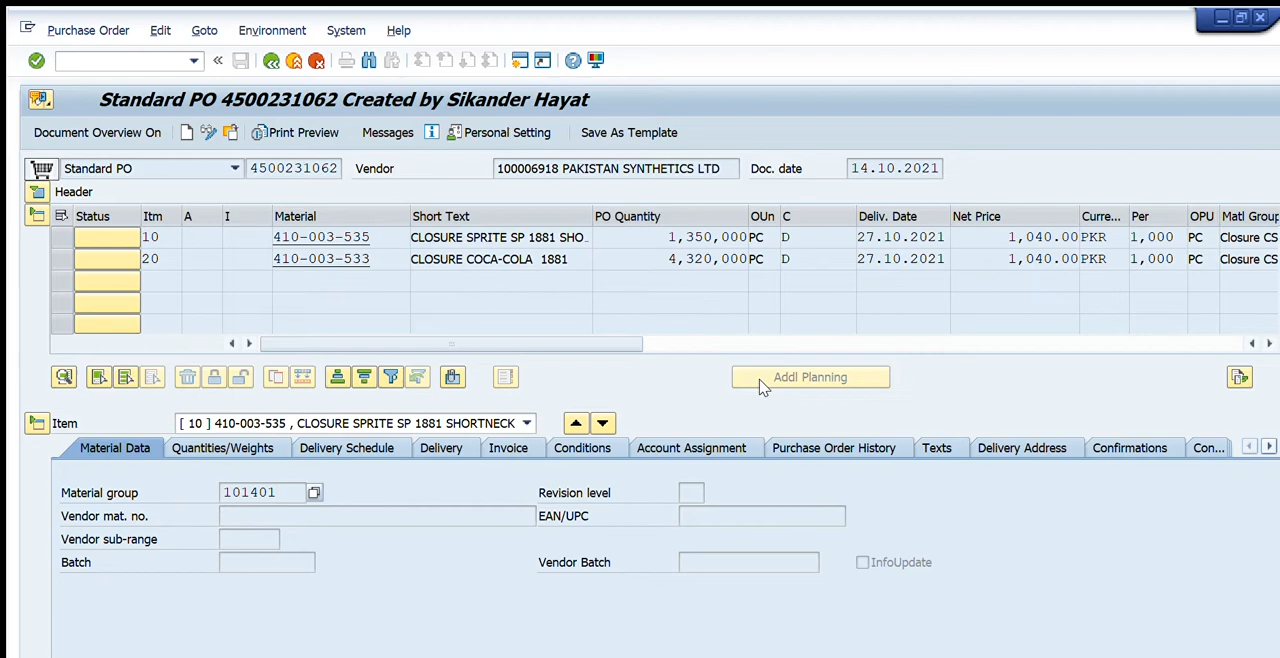 Purchase Order Edit Goto Environment System Help
Standard PO 4500231062 Created by Sikander Hayat
Document Overview On Print Preview Messages Personal Setting Save As Template
Standard PO 4500231062 Vendor 100006918 PAKISTAN SYNTHETICS LTD Doc. date 14.10.2021
Header
Status Itm A I Material Short Text PO Quantity OUn C Deliv. Date Net Price Curre... Per OPU Matl Group
10 410-003-535 CLOSURE SPRITE SP 1881 SHO.. 1,350,000 PC D 27.10.2021 1,040.00 PKR 1,000 PC Closure CS
20 410-003-533 CLOSURE COCA-COLA 1881 4,320,000 PC D 27.10.2021 1,040.00 PKR 1,000 PC Closure CS
Addl Planning
Item [ 10 ] 410-003-535 , CLOSURE SPRITE SP 1881 SHORTNECK
Material Data Quantities/Weights Delivery Schedule Delivery Invoice Conditions Account Assignment Purchase Order History Texts Delivery Address Confirmations Con...
Material group 101401 Revision level
Vendor mat. no. EAN/UPC
Vendor sub-range
Batch Vendor Batch InfoUpdate